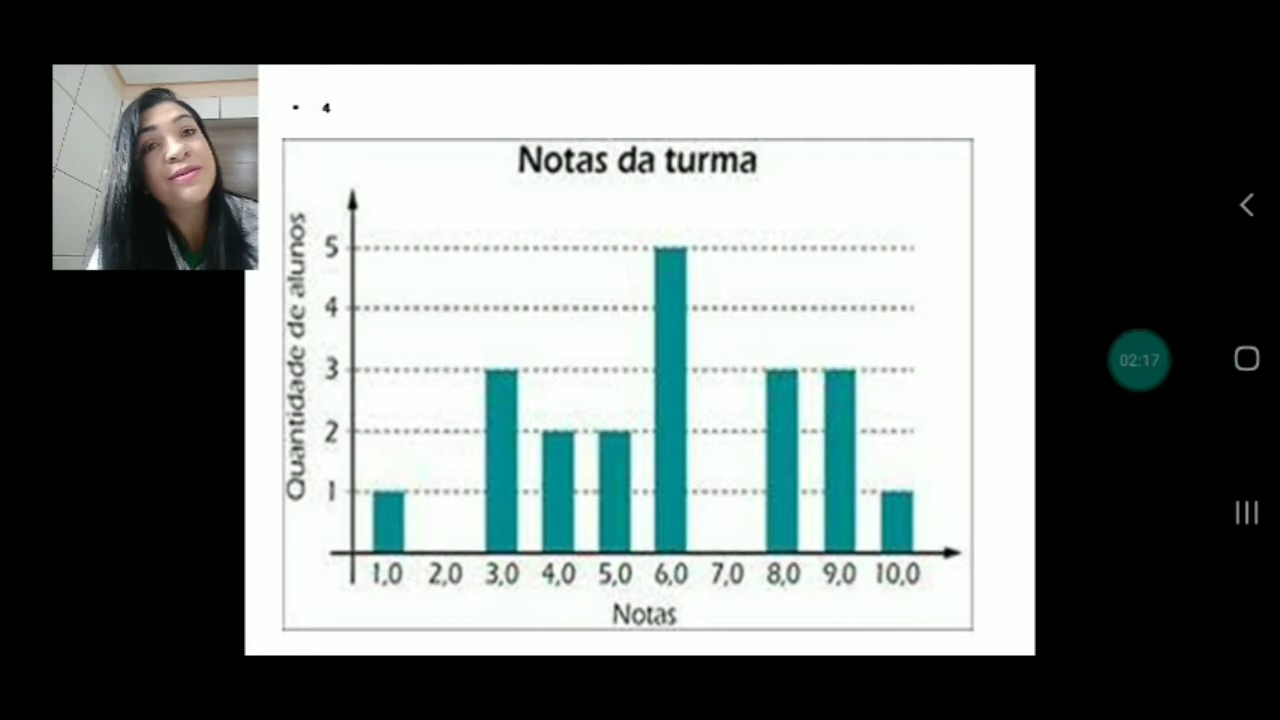 • 4
Notas da turma
Quantidade de alunos
5
4
3
2
1
1,0 2,0 3,0 4,0 5,0 6,0 7,0 8,0 9,0 10,0
Notas
02:17